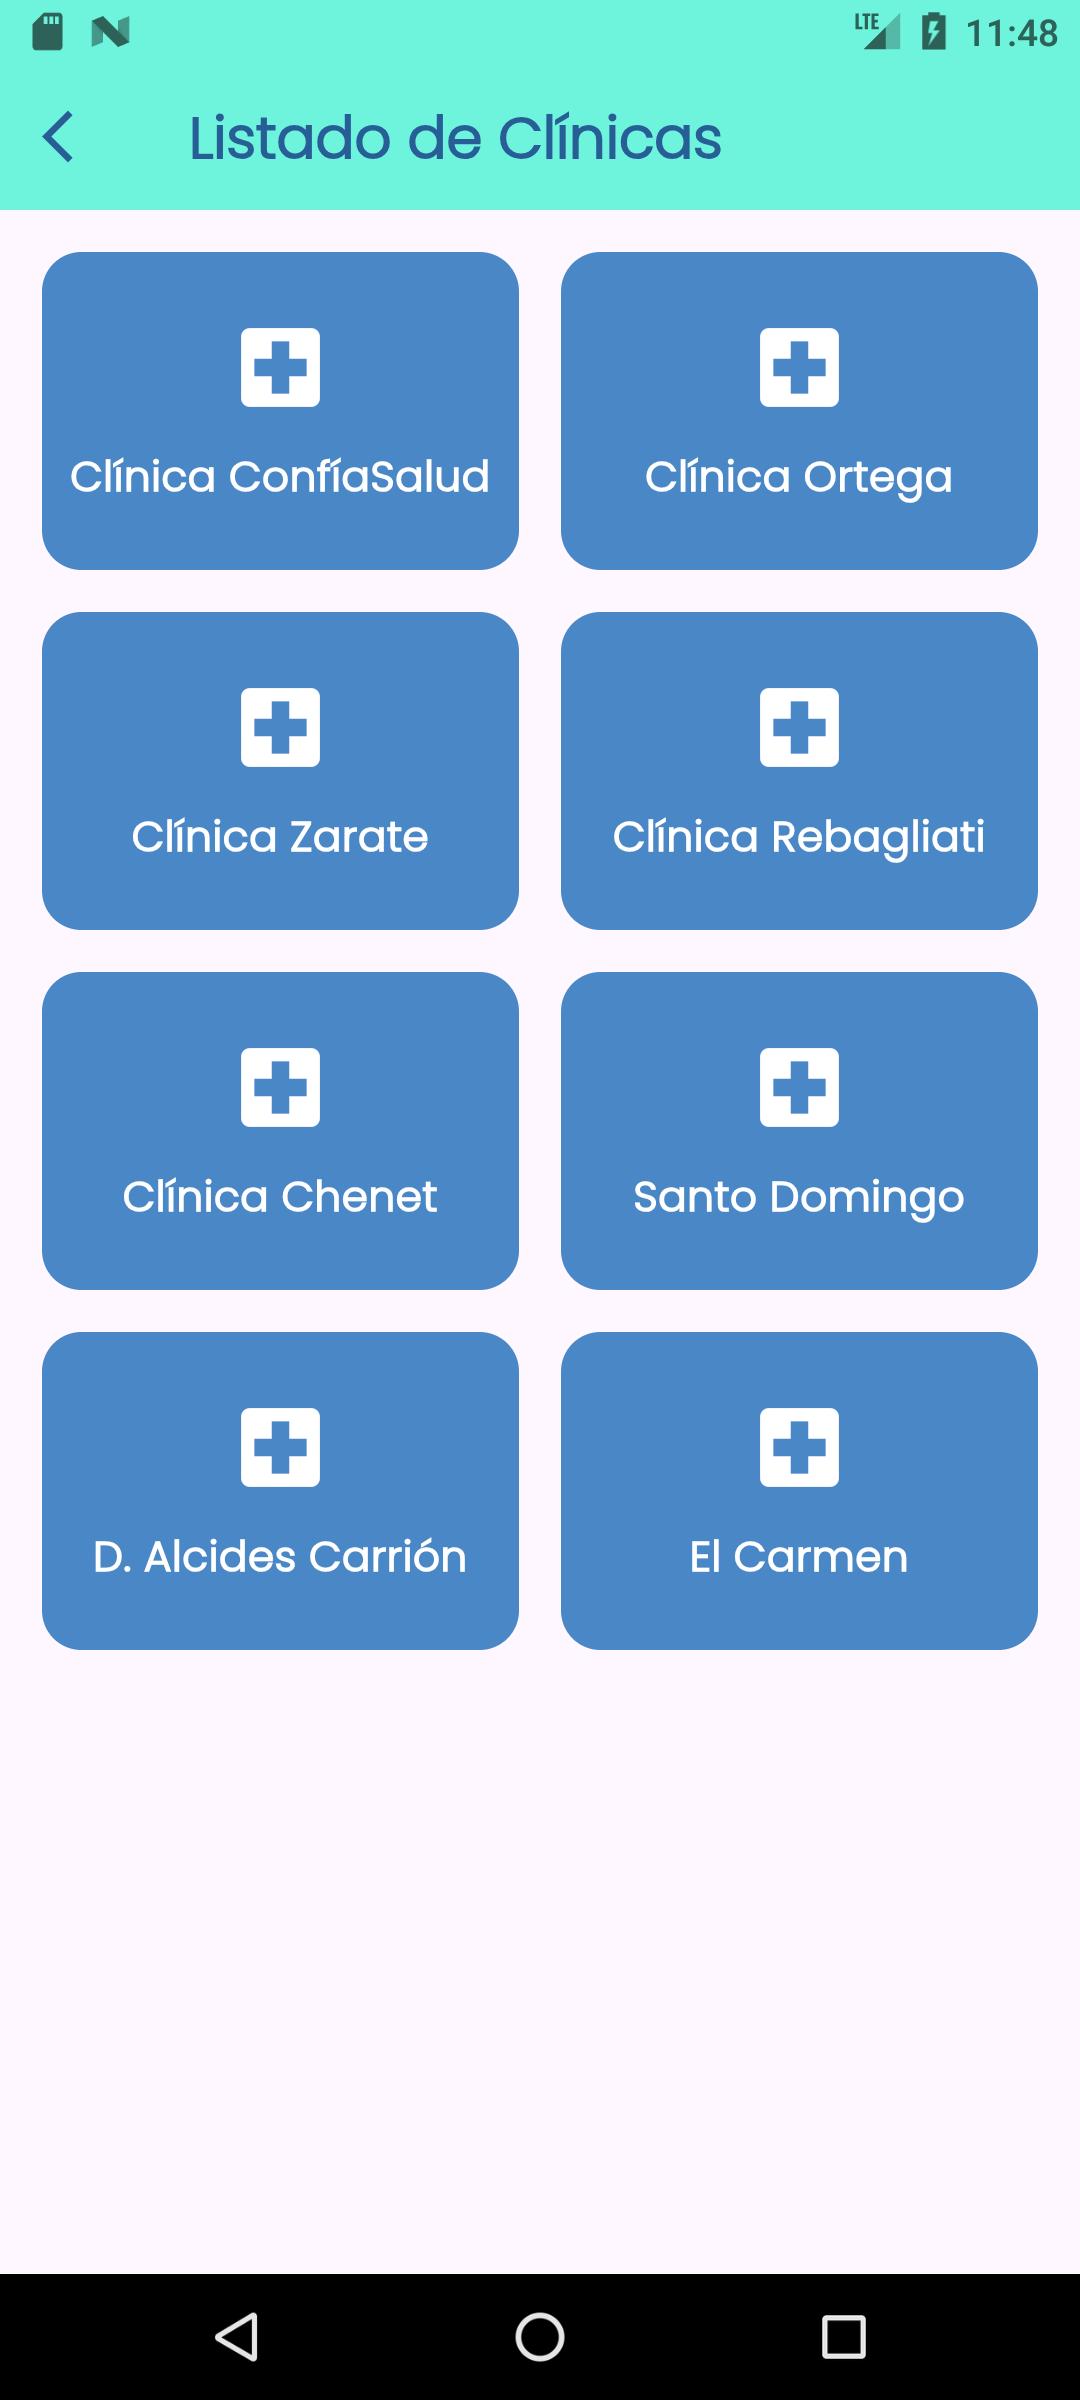 LTE 11:48
Listado de Clínicas
Clínica ConfíaSalud
Clínica Ortega
Clínica Zarate
Clínica Rebagliati
Clínica Chenet
Santo Domingo
D. Alcides Carrión
El Carmen